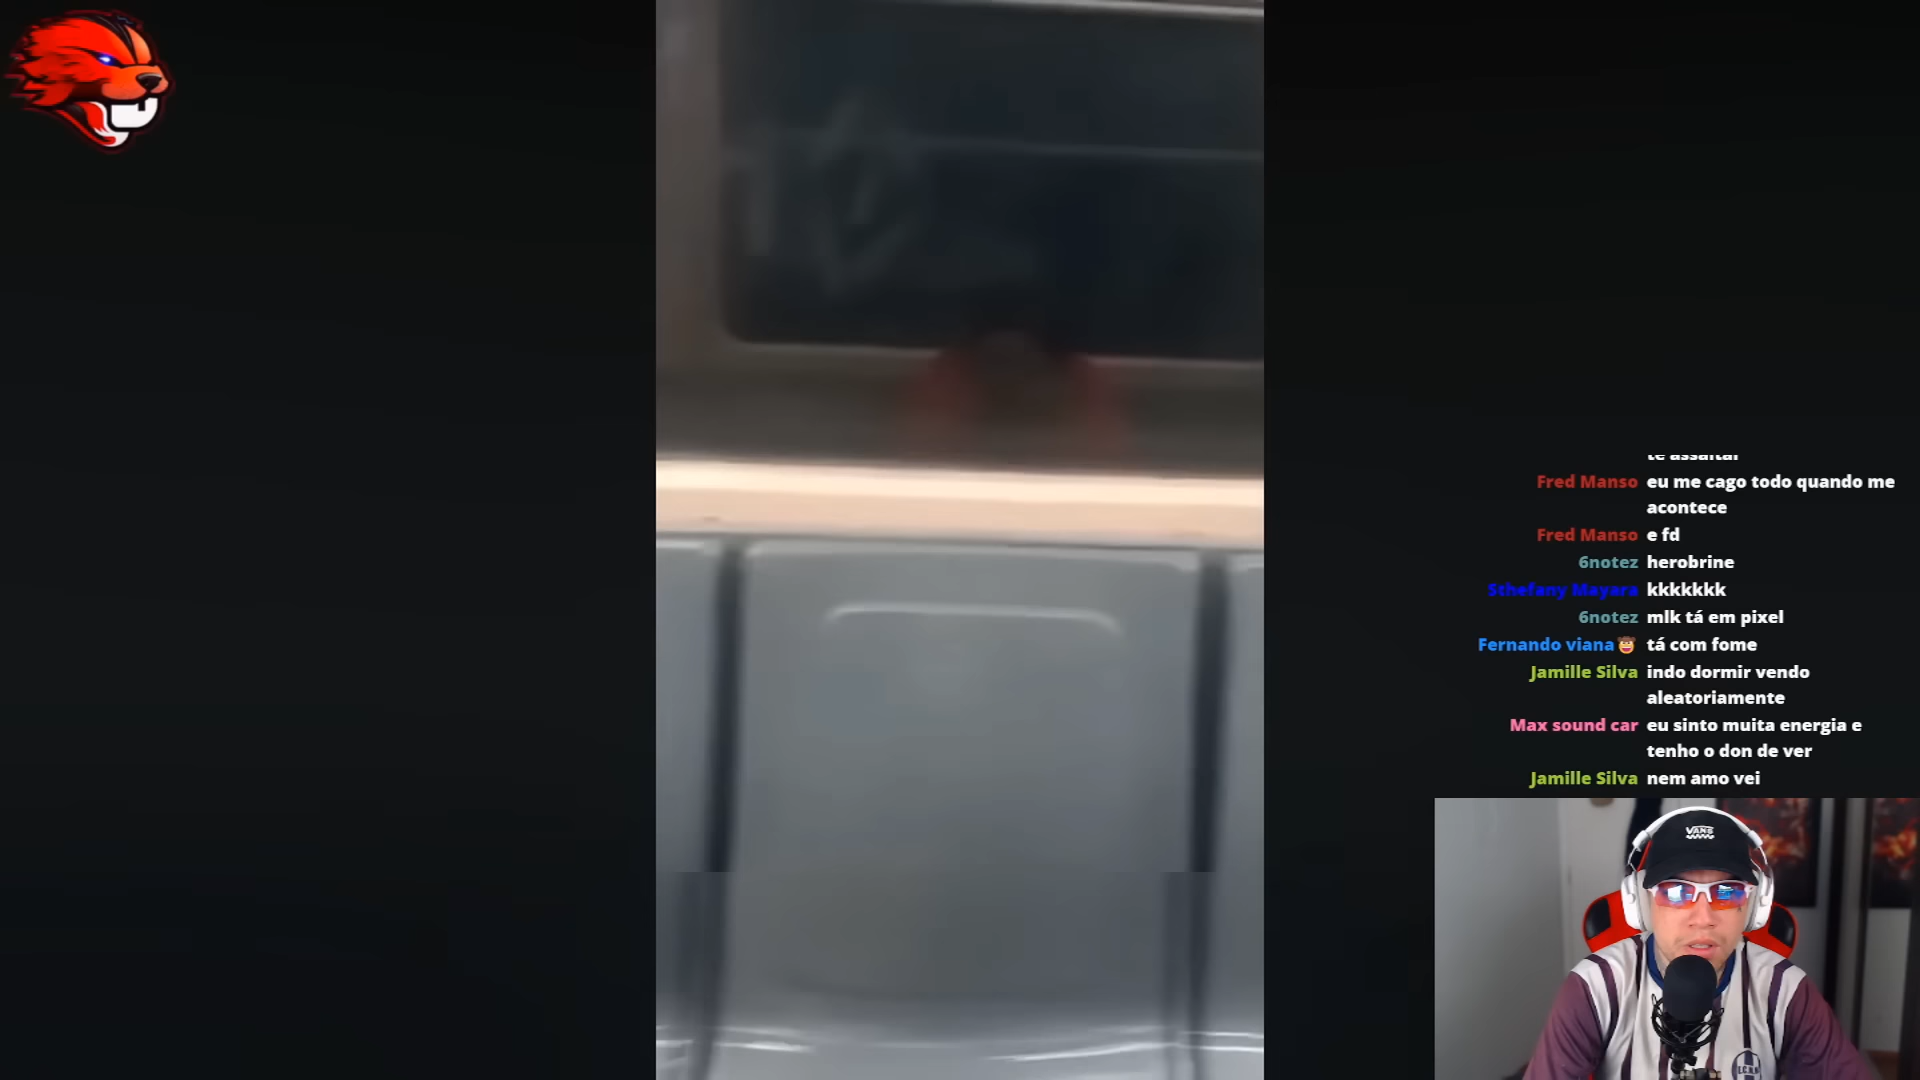 Fred Manso eu me cago todo quando me
acontece
Fred Manso e fd
6notez herobrine
Sthefany Mayara kkkkkkk
6notez mlk tá em pixel
Fernando viana tá com fome
Jamille Silva indo dormir vendo
aleatoriamente
Max sound car eu sinto muita energia e
tenho o don de ver
Jamille Silva nem amo vei
VANS